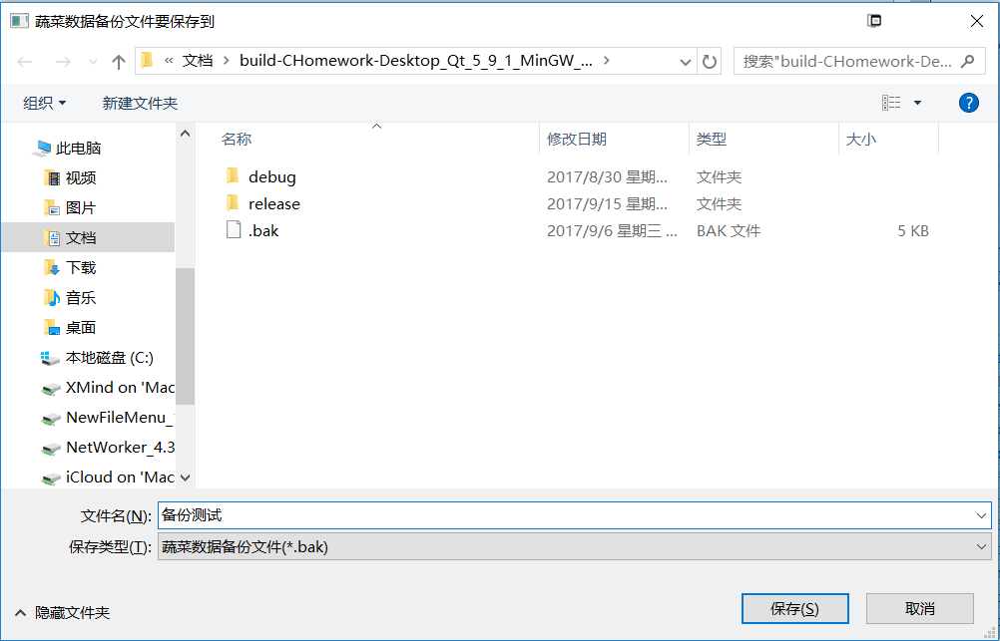 蔬菜数据备份文件要保存到
« 文档 > build-CHomework-Desktop_Qt_5_9_1_MinGW_... >
搜索"build-CHomework-De...
组织
新建文件夹
?
此电脑
视频
图片
文档
下载
音乐
桌面
本地磁盘 (C:)
XMind on 'Mac
NewFileMenu_
NetWorker_4.3
iCloud on 'Mac
名称 修改日期 类型 大小
debug 2017/8/30 星期... 文件夹
release 2017/9/15 星期... 文件夹
.bak 2017/9/6 星期三 ... BAK 文件 5 KB
文件名(N): 备份测试
保存类型(T): 蔬菜数据备份文件(*.bak)
隐藏文件夹
保存(S)
取消